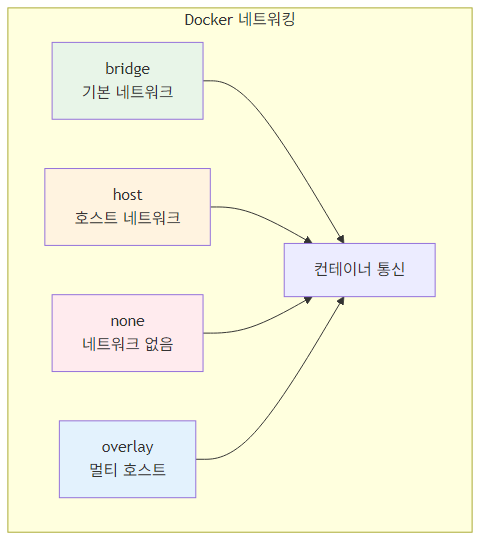 Docker 네트워킹
bridge
기본 네트워크
host
호스트 네트워크
none
네트워크 없음
overlay
멀티 호스트
컨테이너 통신